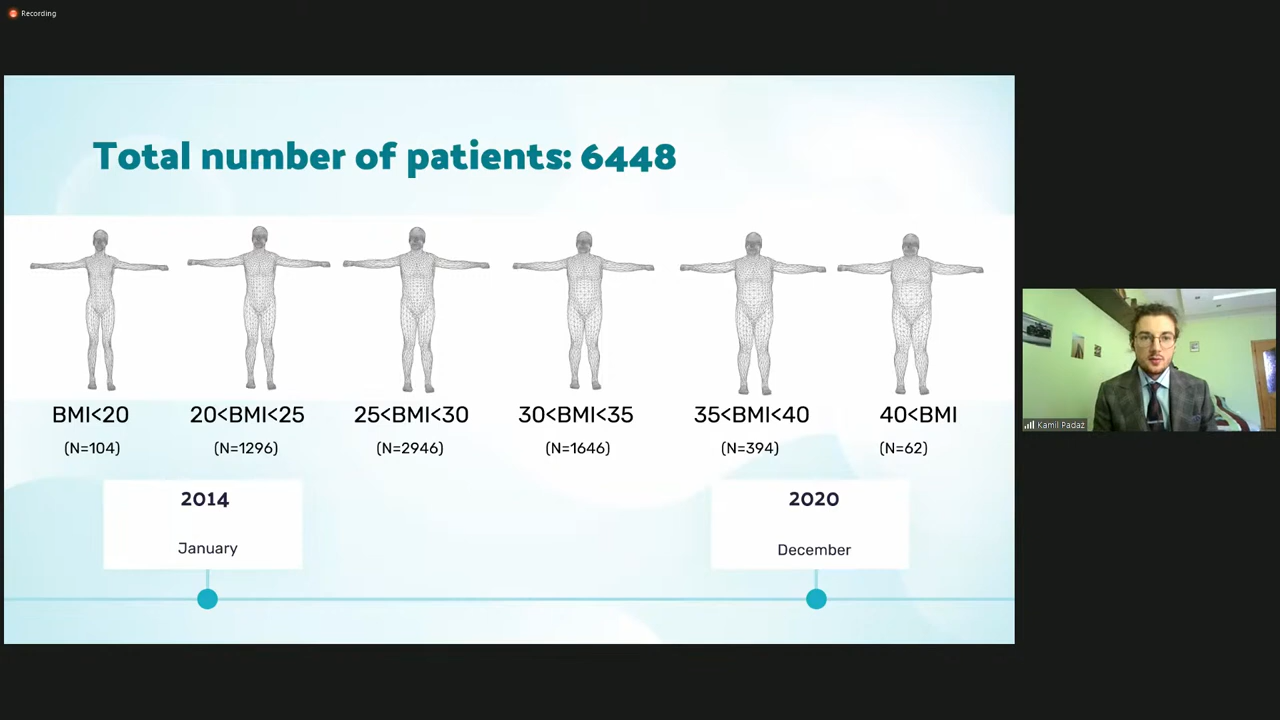 Recording
Total number of patients: 6448
BMI<20 20<BMI<25 25<BMI<30 30<BMI<35 35<BMI<40 40<BMI
(N=104) (N=1296) (N=2946) (N=1646) (N=394) (N=62)
2014 2020
January December
Kamil Padaz